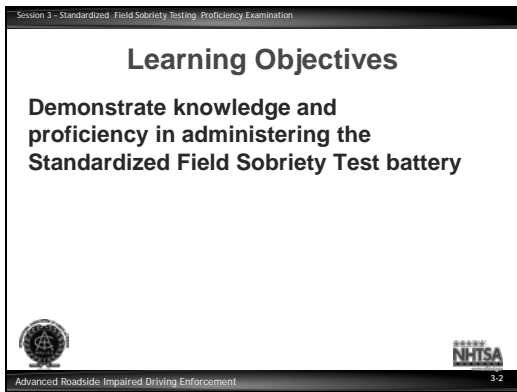 Session 3 - Standardized Field Sobriety Testing Proficiency Examination
Learning Objectives
Demonstrate knowledge and
proficiency in administering the
Standardized Field Sobriety Test battery
NHTSA
Advanced Roadside Impaired Driving Enforcement
3-2